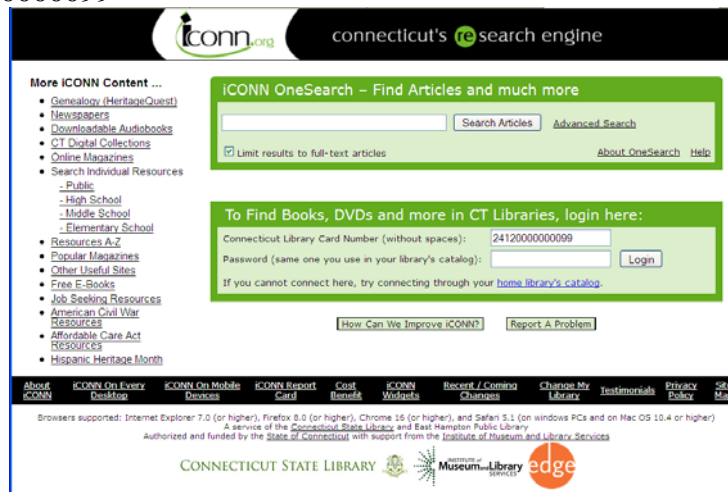 iconn.org
connecticut's research engine
More iCONN Content ...
Genealogy (HeritageQuest)
Newspapers
Downloadable Audiobooks
CT Digital Collections
Online Magazines
Search Individual Resources
- Public
- High School
- Middle School
- Elementary School
Resources A-Z
Popular Magazines
Other Useful Sites
Free E-Books
Job Seeking Resources
American Civil War
Resources
Affordable Care Act
Resources
Hispanic Heritage Month
iCONN OneSearch – Find Articles and much more
Search Articles Advanced Search
Limit results to full-text articles About OneSearch Help
To Find Books, DVDs and more in CT Libraries, login here:
Connecticut Library Card Number (without spaces): 24120000000099
Password (same one you use in your library's catalog): Login
If you cannot connect here, try connecting through your home library's catalog.
How Can We Improve iCONN? Report A Problem
About iCONN iCONN On Every Desktop iCONN On Mobile Devices iCONN Report Card Cost Benefit iCONN Widgets Recent / Coming Changes Change My Library Testimonials Privacy Policy
Browsers supported: Internet Explorer 7.0 (or higher), Firefox 8.0 (or higher), Chrome 16 (or higher), and Safari 5.1 (on windows PCs and on Mac OS 10.4 or higher)
A service of the Connecticut State Library and East Hampton Public Library
Authorized and funded by the State of Connecticut with support from the Institute of Museum and Library Services
CONNECTICUT STATE LIBRARY
INSTITUTE of
Museum and Library
SERVICES
edge